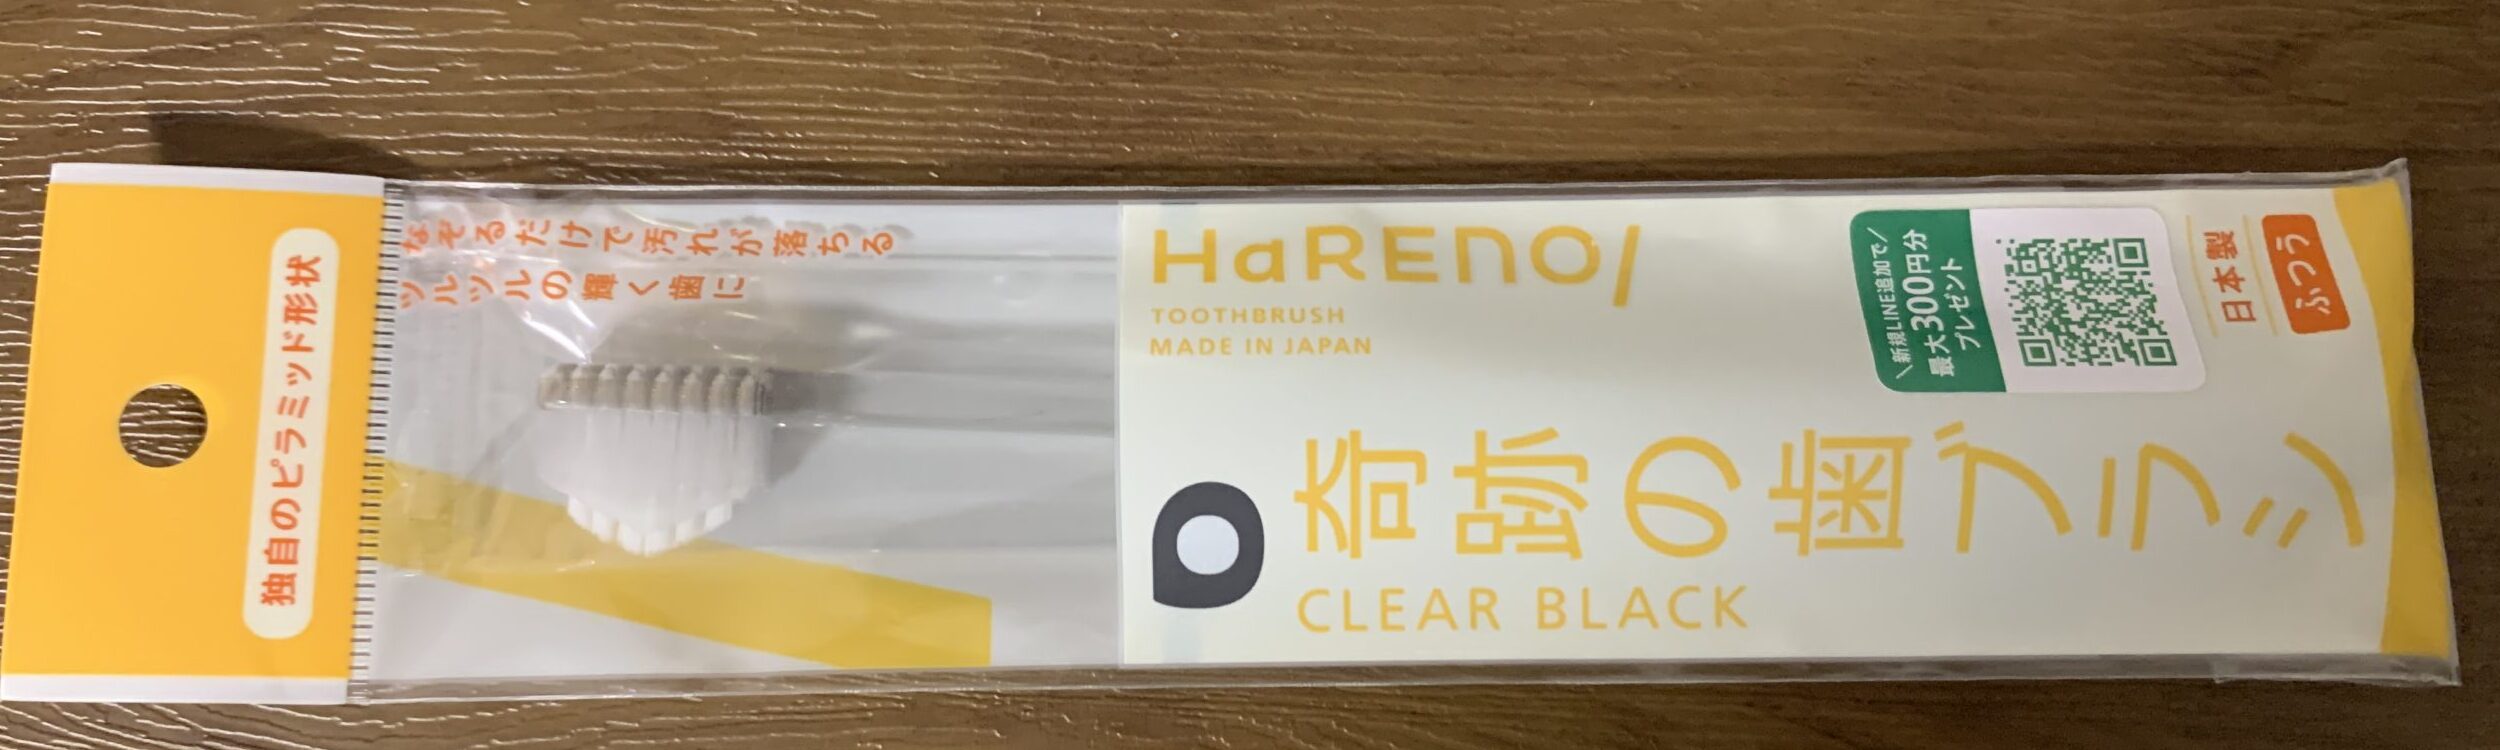 独自のピラミッド形状
なぞるだけで汚れが落ちる
ツルツルの輝く歯に
HaRENO/
TOOTHBRUSH
MADE IN JAPAN
奇跡の歯ブラシ
CLEAR BLACK
\新規LINE追加で/
最大300円分
プレゼント
日本製
ふつう